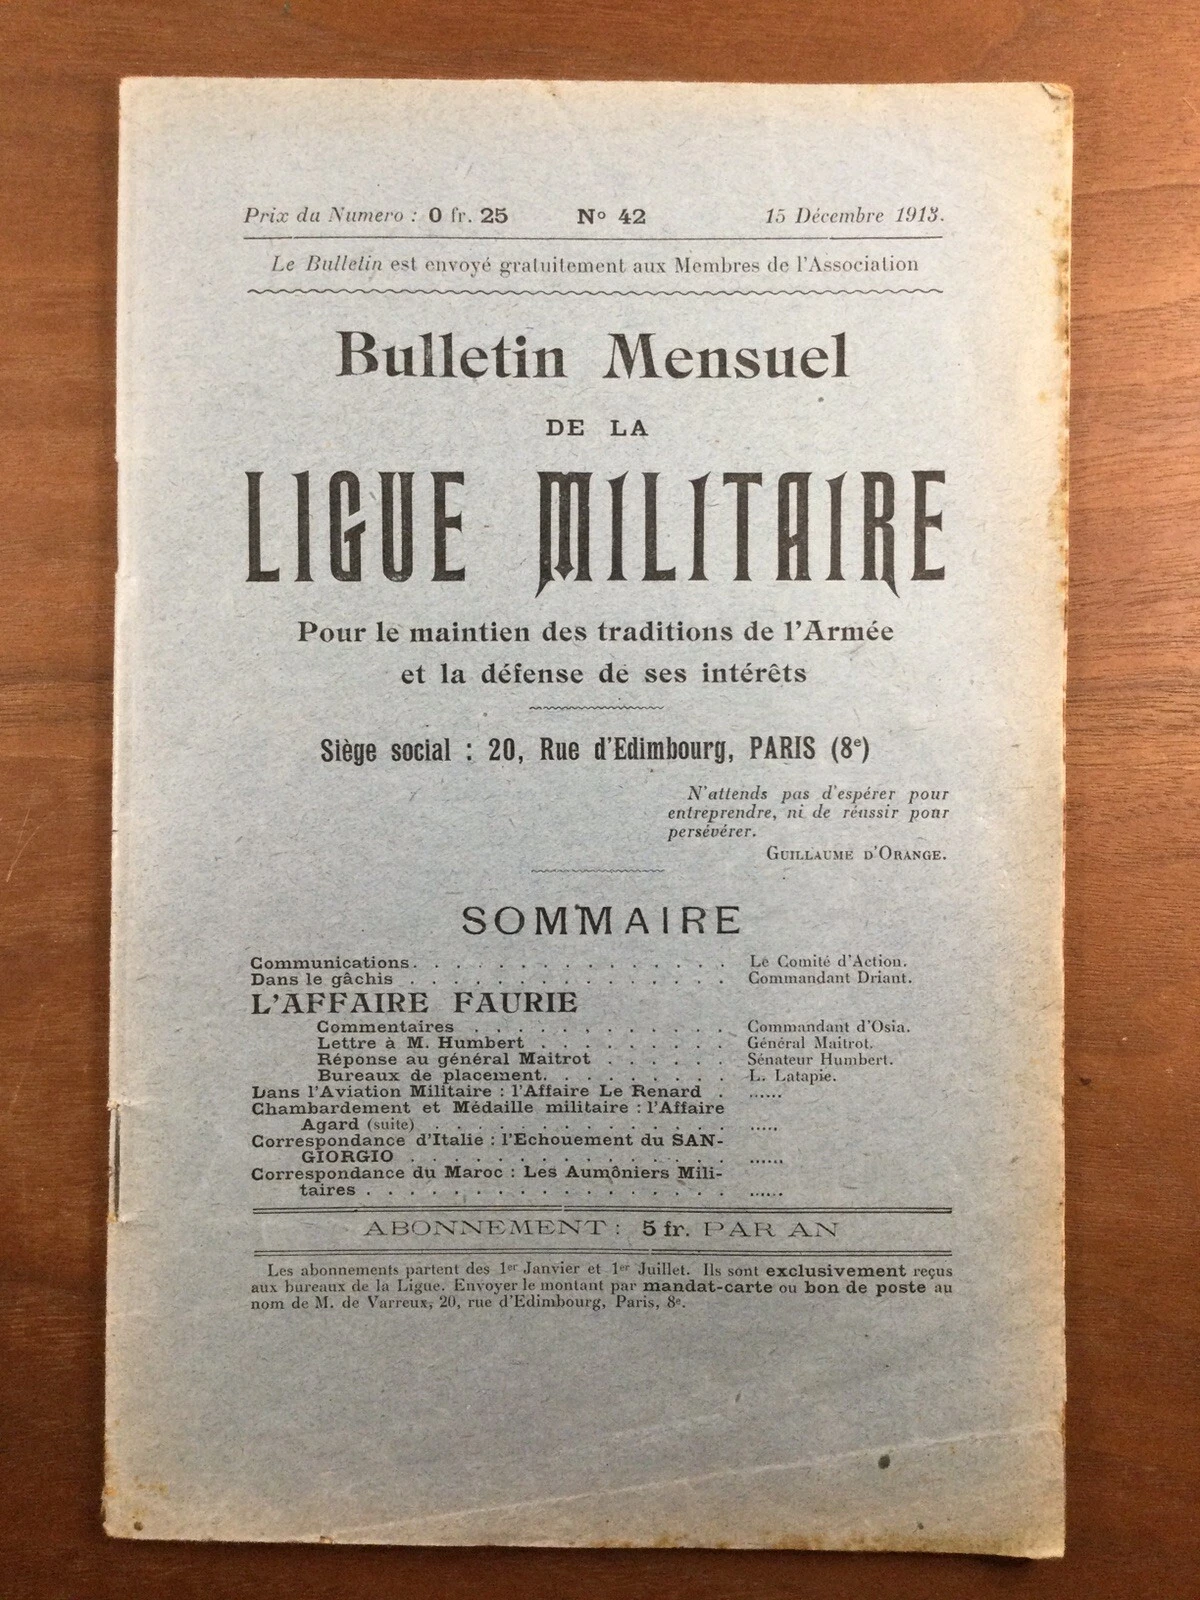 Prix du Numero : 0 fr. 25 N° 42 15 Décembre 1913.
Le Bulletin est envoyé gratuitement aux Membres de l'Association
Bulletin Mensuel
DE LA
LIGUE MILITAIRE
Pour le maintien des traditions de l'Armée
et la défense de ses intérêts
Siège social : 20, Rue d'Edimbourg, PARIS (8e)
N'attends pas d'espérer pour
entreprendre, ni de réussir pour
persévérer.
GUILLAUME D'ORANGE.
SOMMAIRE
Communications. . . . . . . . . . . . . . . Le Comité d'Action.
Dans le gâchis . . . . . . . . . . . . . . . Commandant Driant.
L'AFFAIRE FAURIE
Commentaires . . . . . . . . . . . . Commandant d'Osia.
Lettre à M. Humbert . . . . . . . . . Général Maitrot.
Réponse au général Maitrot . . . . . . Sénateur Humbert.
Bureaux de placement. . . . . . . . . L. Latapie.
Dans l'Aviation Militaire : l'Affaire Le Renard . ......
Chambardement et Médaille militaire : l'Affaire
Agard (suite) . . . . . . . . . . . . . . .....
Correspondance d'Italie : l'Echouement du SAN-
GIORGIO . . . . . . . . . . . . . . . ......
Correspondance du Maroc : Les Aumôniers Mili-
taires . . . . . . . . . . . . . . . . . ......
ABONNEMENT : 5 fr. PAR AN
Les abonnements partent des 1er Janvier et 1er Juillet. Ils sont exclusivement reçus
aux bureaux de la Ligue. Envoyer le montant par mandat-carte ou bon de poste au
nom de M. de Varreux, 20, rue d'Edimbourg, Paris, 8e.